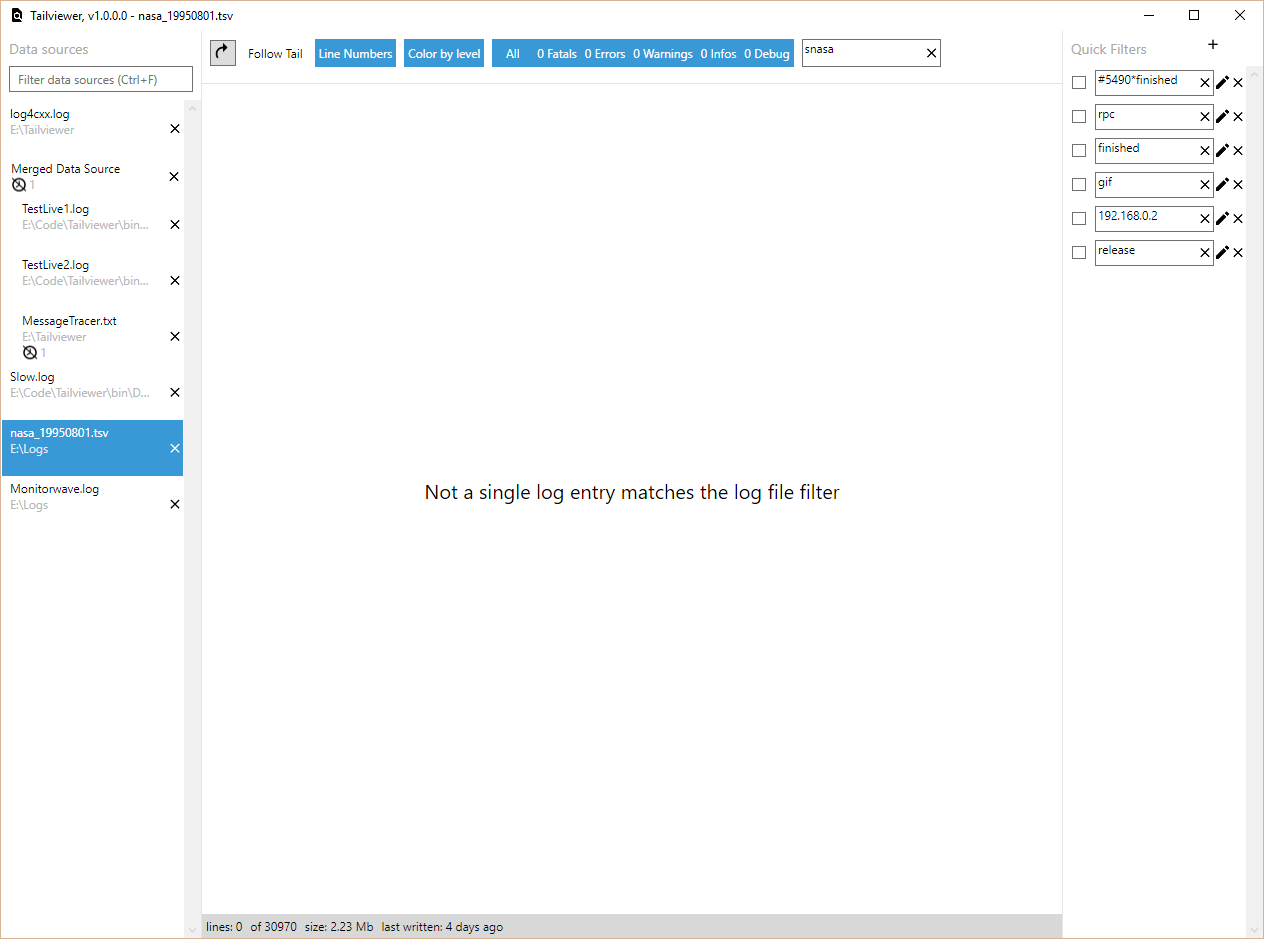 Tailviewer, v1.0.0.0 - nasa_19950801.tsv
Data sources
Filter data sources (Ctrl+F)
log4cxx.log
E:\Tailviewer
Merged Data Source
1
TestLive1.log
E:\Code\Tailviewer\bin...
TestLive2.log
E:\Code\Tailviewer\bin...
MessageTracer.txt
E:\Tailviewer
1
Slow.log
E:\Code\Tailviewer\bin\D...
nasa_19950801.tsv
E:\Logs
Monitorwave.log
E:\Logs
Follow Tail Line Numbers Color by level All 0 Fatals 0 Errors 0 Warnings 0 Infos 0 Debug snasa
Not a single log entry matches the log file filter
lines: 0 of 30970 size: 2.23 Mb last written: 4 days ago
Quick Filters
#5490*finished
rpc
finished
gif
192.168.0.2
release